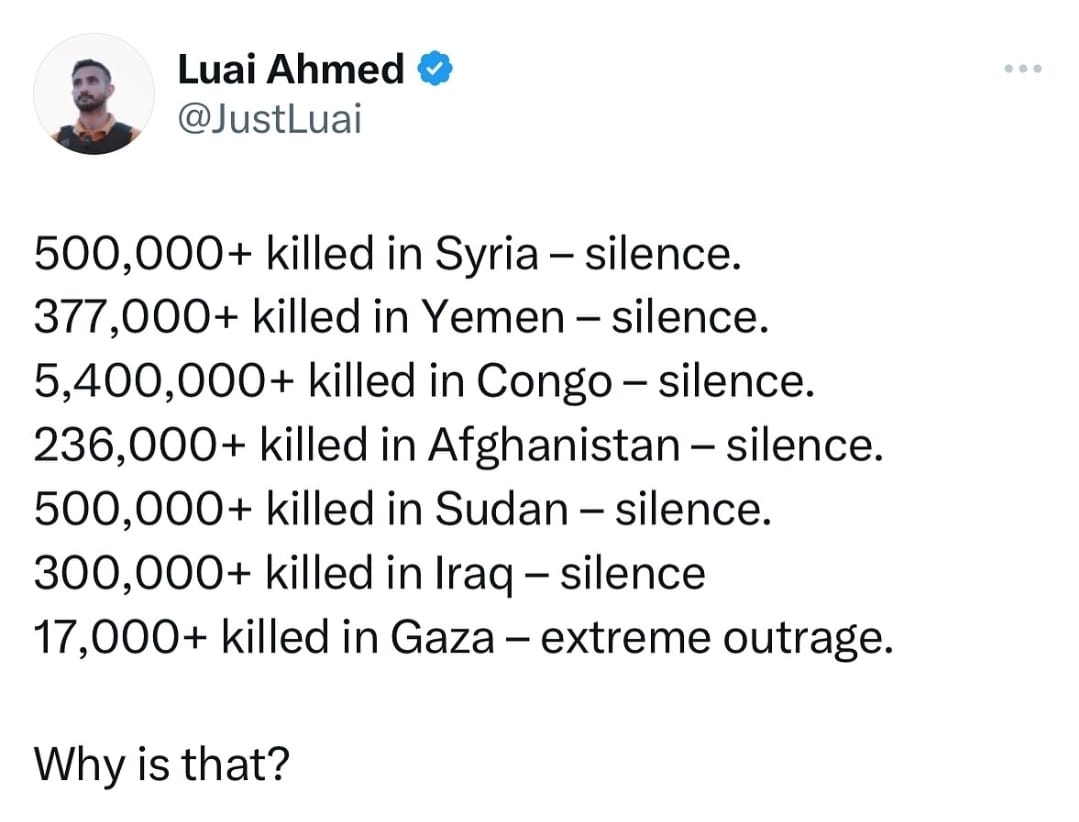 Luai Ahmed
@JustLuai
500,000+ killed in Syria – silence.
377,000+ killed in Yemen – silence.
5,400,000+ killed in Congo – silence.
236,000+ killed in Afghanistan – silence.
500,000+ killed in Sudan – silence.
300,000+ killed in Iraq – silence
17,000+ killed in Gaza – extreme outrage.
Why is that?